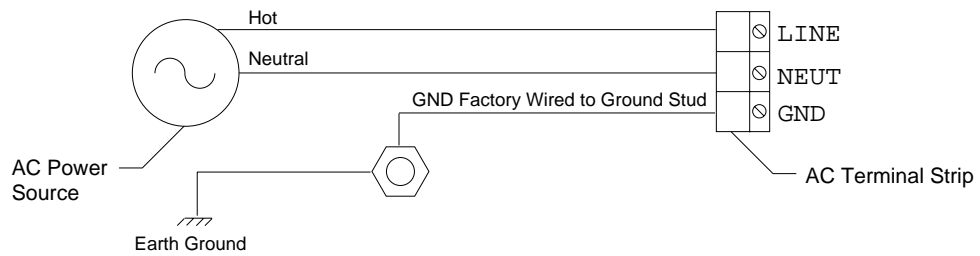 Hot
LINE
Neutral
NEUT
GND Factory Wired to Ground Stud
GND
AC Power
Source
AC Terminal Strip
Earth Ground